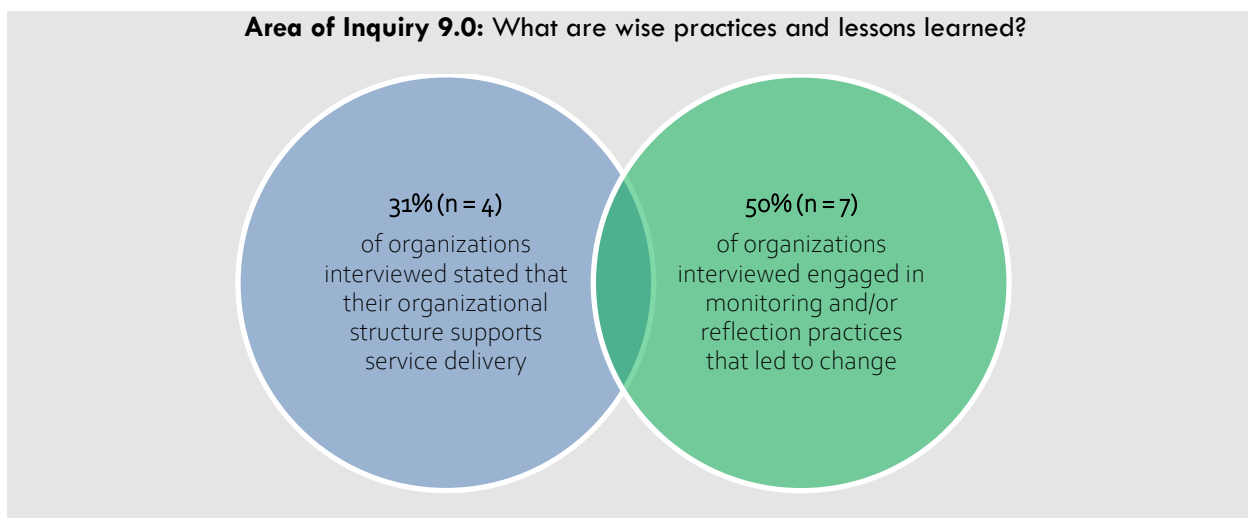 Area of Inquiry 9.0: What are wise practices and lessons learned?
31% (n = 4)
of organizations
interviewed stated that
their organizational
structure supports
service delivery
50% (n = 7)
of organizations
interviewed engaged in
monitoring and/or
reflection practices
that led to change